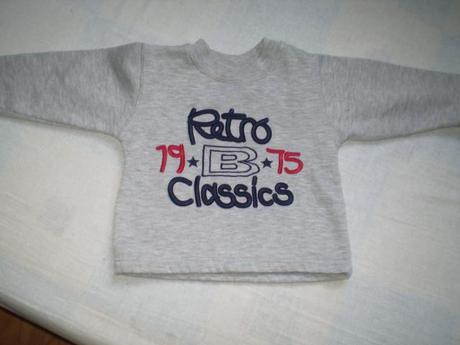 Retro
19★B★75
Classics